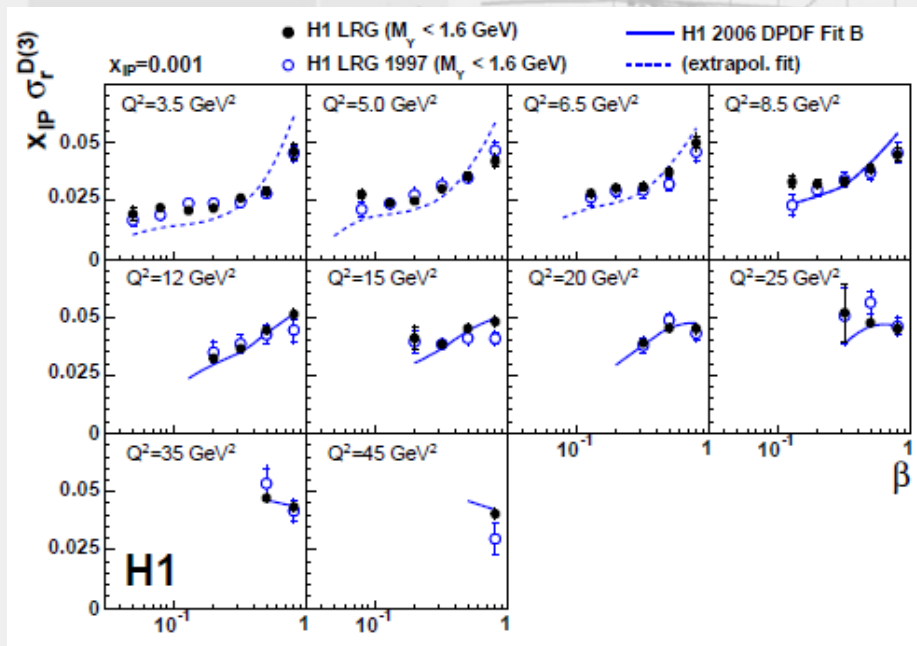 ● H1 LRG (M_Y < 1.6 GeV)
H1 2006 DPDF Fit B
x_IP=0.001
○ H1 LRG 1997 (M_Y < 1.6 GeV)
(extrapol. fit)
x_IP σ_r^D(3)
Q²=3.5 GeV²
Q²=5.0 GeV²
Q²=6.5 GeV²
Q²=8.5 GeV²
0.05
0.025
0
Q²=12 GeV²
Q²=15 GeV²
Q²=20 GeV²
Q²=25 GeV²
0.05
0.025
0
10⁻¹ 1 10⁻¹ 1
Q²=35 GeV²
Q²=45 GeV²
β
0.05
0.025
H1
0
10⁻¹ 1 10⁻¹ 1